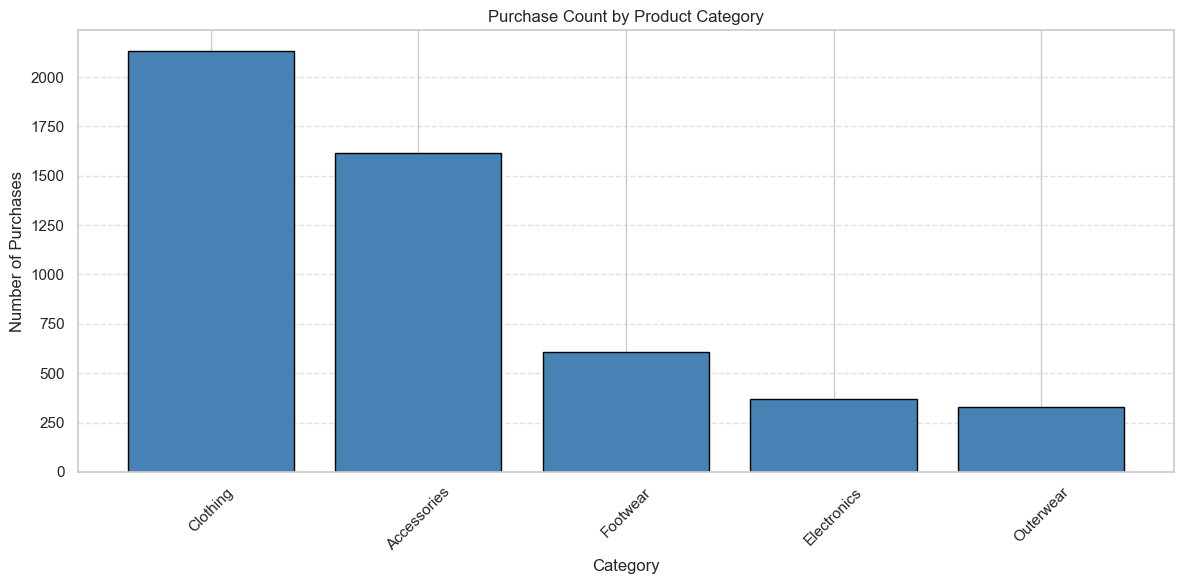 Purchase Count by Product Category
Number of Purchases
2000
1750
1500
1250
1000
750
500
250
0
Clothing
Accessories
Footwear
Electronics
Outerwear
Category